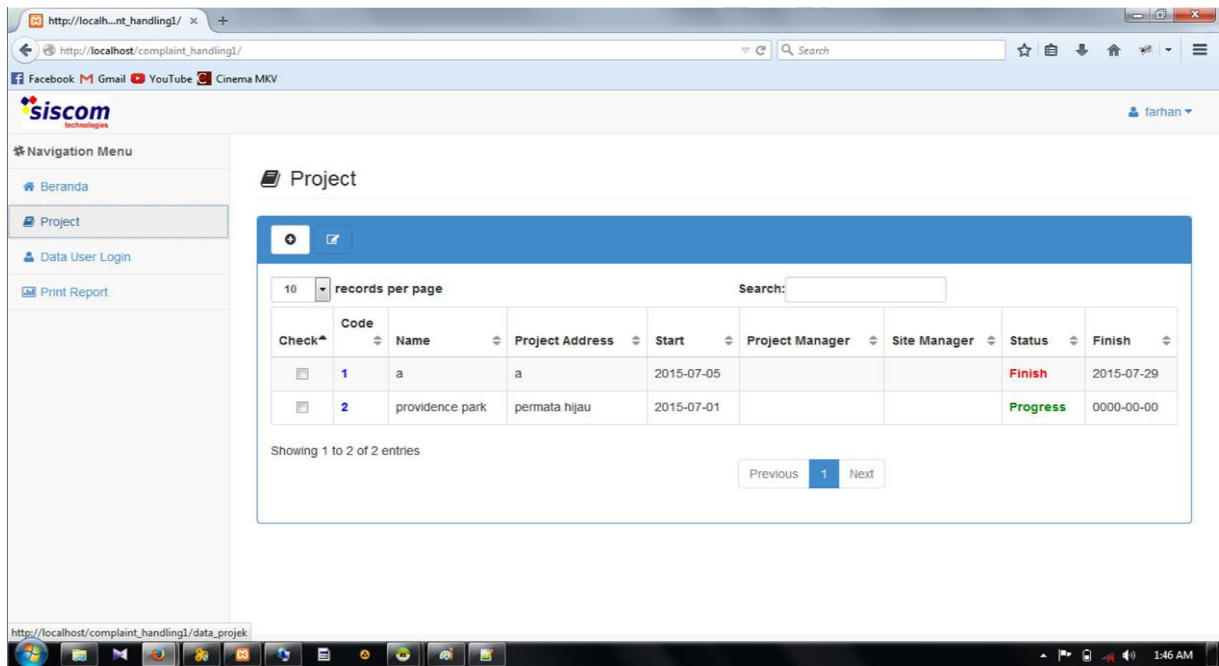 http://localh...nt_handling1/
http://localhost/complaint_handling1/
Search
Facebook Gmail YouTube Cinema MKV
siscom
technologies
farhan
Navigation Menu
Beranda
Project
Data User Login
Print Report
Project
10 records per page Search:
Check Code Name Project Address Start Project Manager Site Manager Status Finish
1 a a 2015-07-05 Finish 2015-07-29
2 providence park permata hijau 2015-07-01 Progress 0000-00-00
Showing 1 to 2 of 2 entries
Previous 1 Next
http://localhost/complaint_handling1/data_projek
1:46 AM